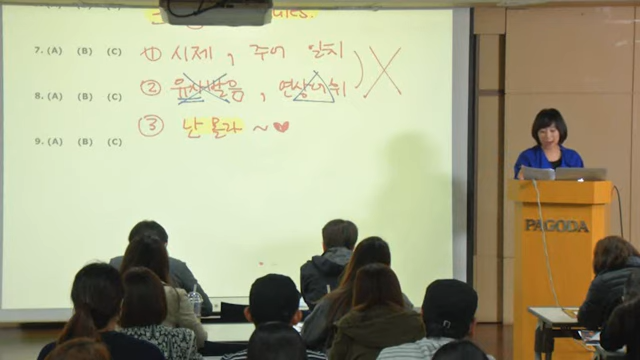 7. (A) (B) (C) ① 시제, 주어 일치
8. (A) (B) (C) ② 유사발음, 연상어휘
9. (A) (B) (C) ③ 난 몰라 ~ ♥
PAGODA